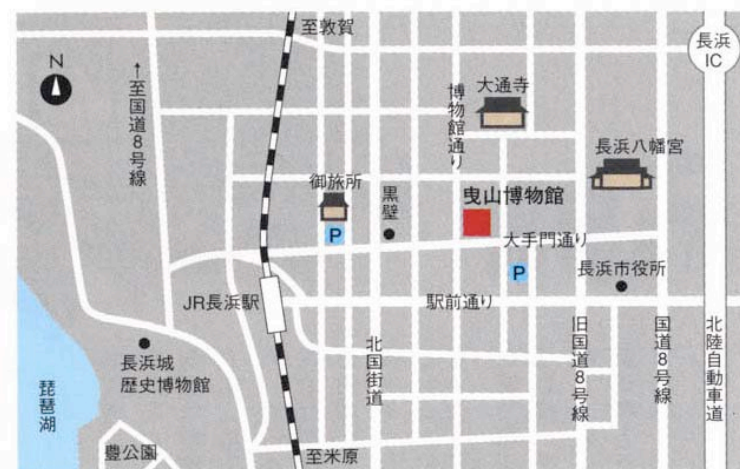 至敦賀
長浜
IC
N
↑至国道8号線
博物館通り
大通寺
長浜八幡宮
御旅所
黒壁
曳山博物館
P
大手門通り
P
長浜市役所
JR長浜駅
駅前通り
長浜城
歴史博物館
北国街道
旧国道8号線
国道8号線
北陸自動車道
琵琶湖
豊公園
至米原